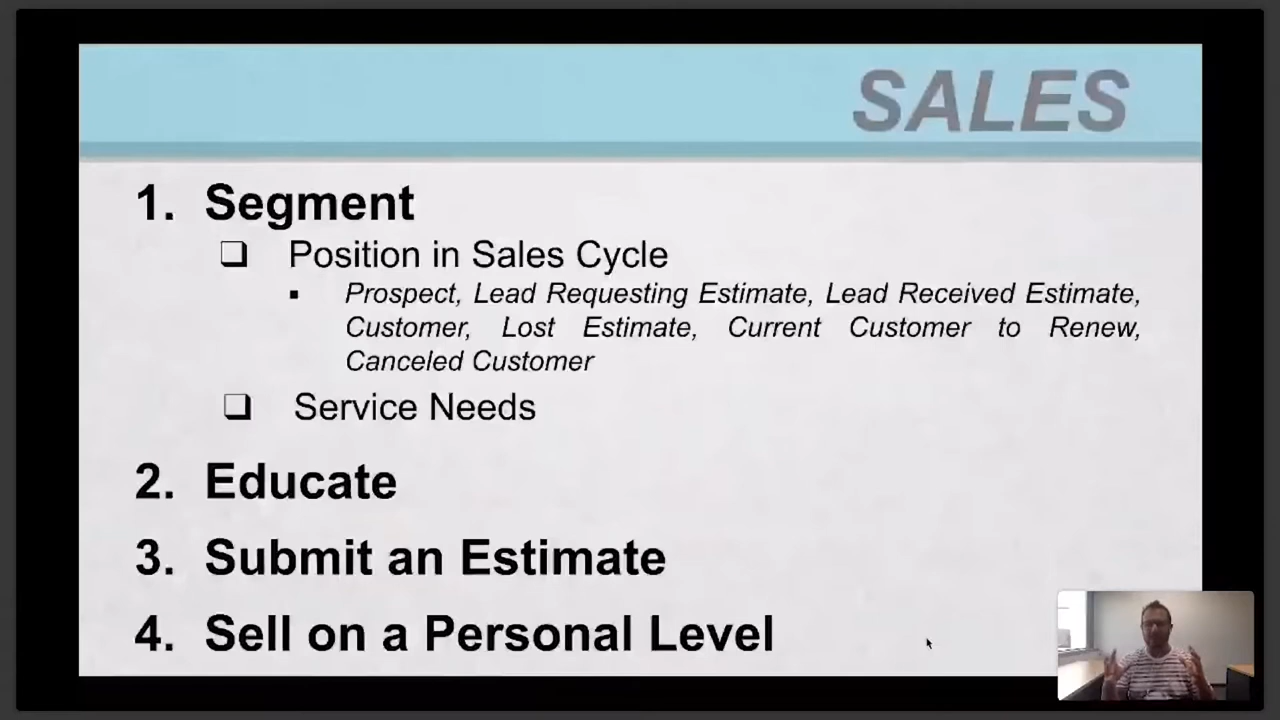 SALES
1. Segment
❑ Position in Sales Cycle
▪ Prospect, Lead Requesting Estimate, Lead Received Estimate,
Customer, Lost Estimate, Current Customer to Renew,
Canceled Customer
❑ Service Needs
2. Educate
3. Submit an Estimate
4. Sell on a Personal Level